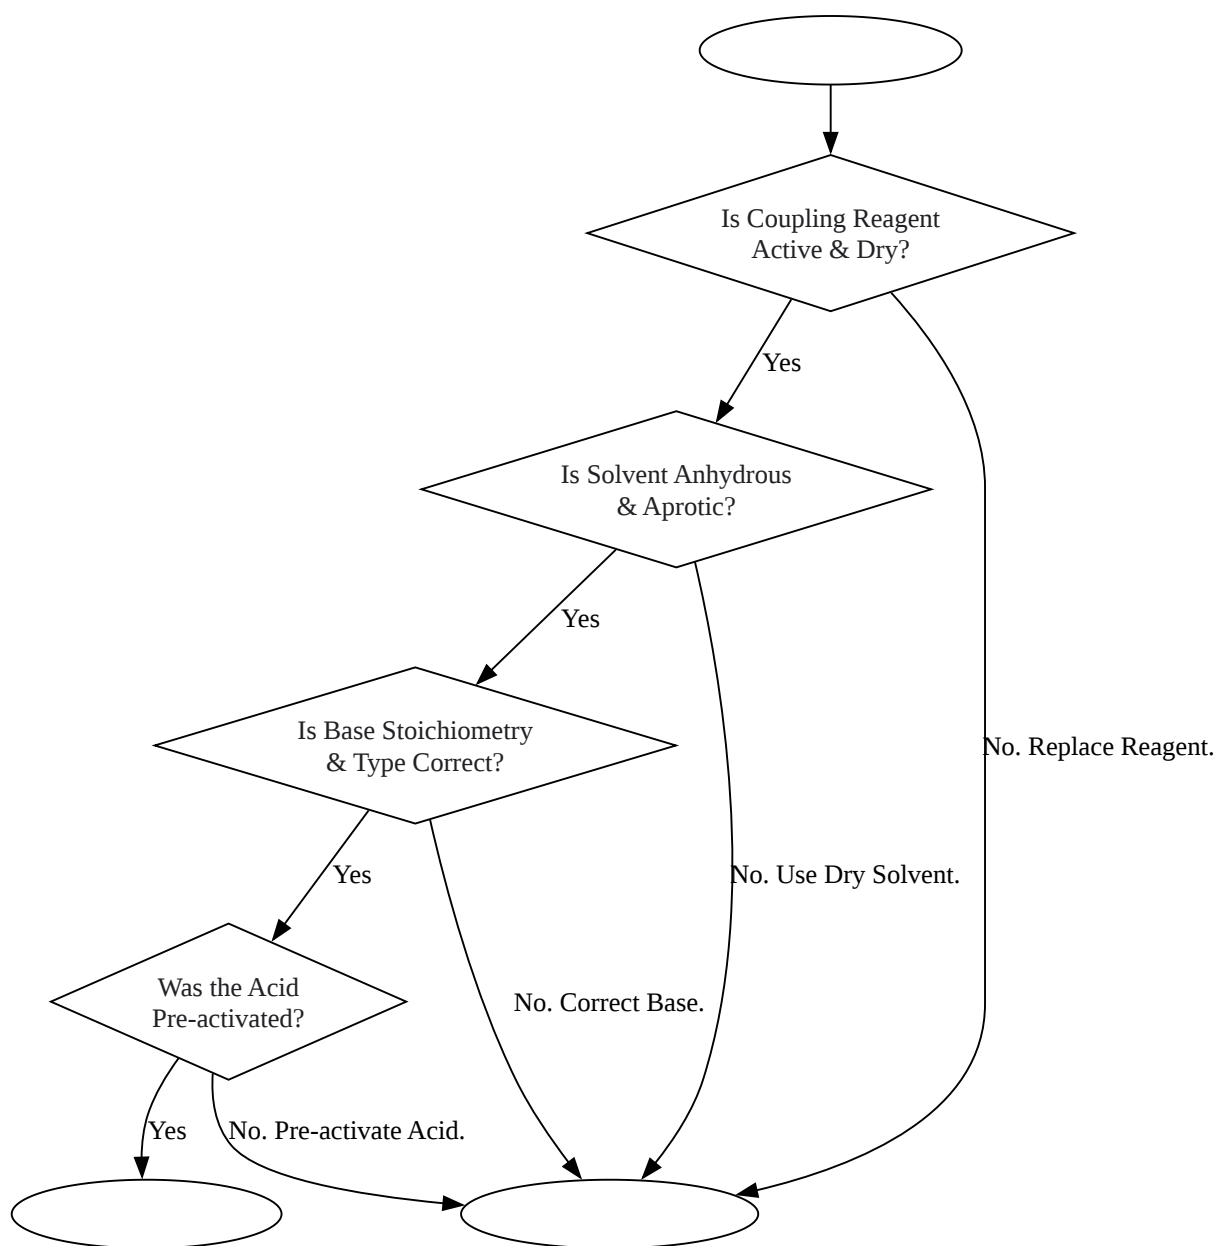 Is Coupling Reagent
Active & Dry?
Yes
Is Solvent Anhydrous
& Aprotic?
Yes
Is Base Stoichiometry
& Type Correct?
No. Replace Reagent.
Yes
No. Use Dry Solvent.
Was the Acid
Pre-activated?
No. Correct Base.
Yes
No. Pre-activate Acid.